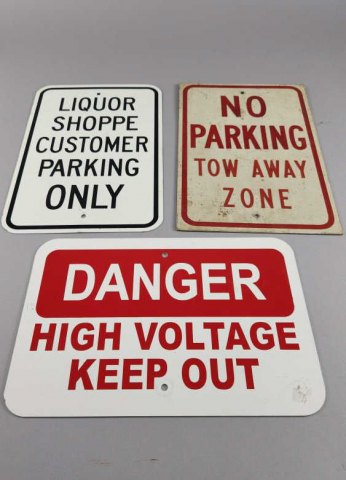 LIQUOR
SHOPPE
CUSTOMER
PARKING
ONLY
NO
PARKING
TOW AWAY
ZONE
DANGER
HIGH VOLTAGE
KEEP OUT